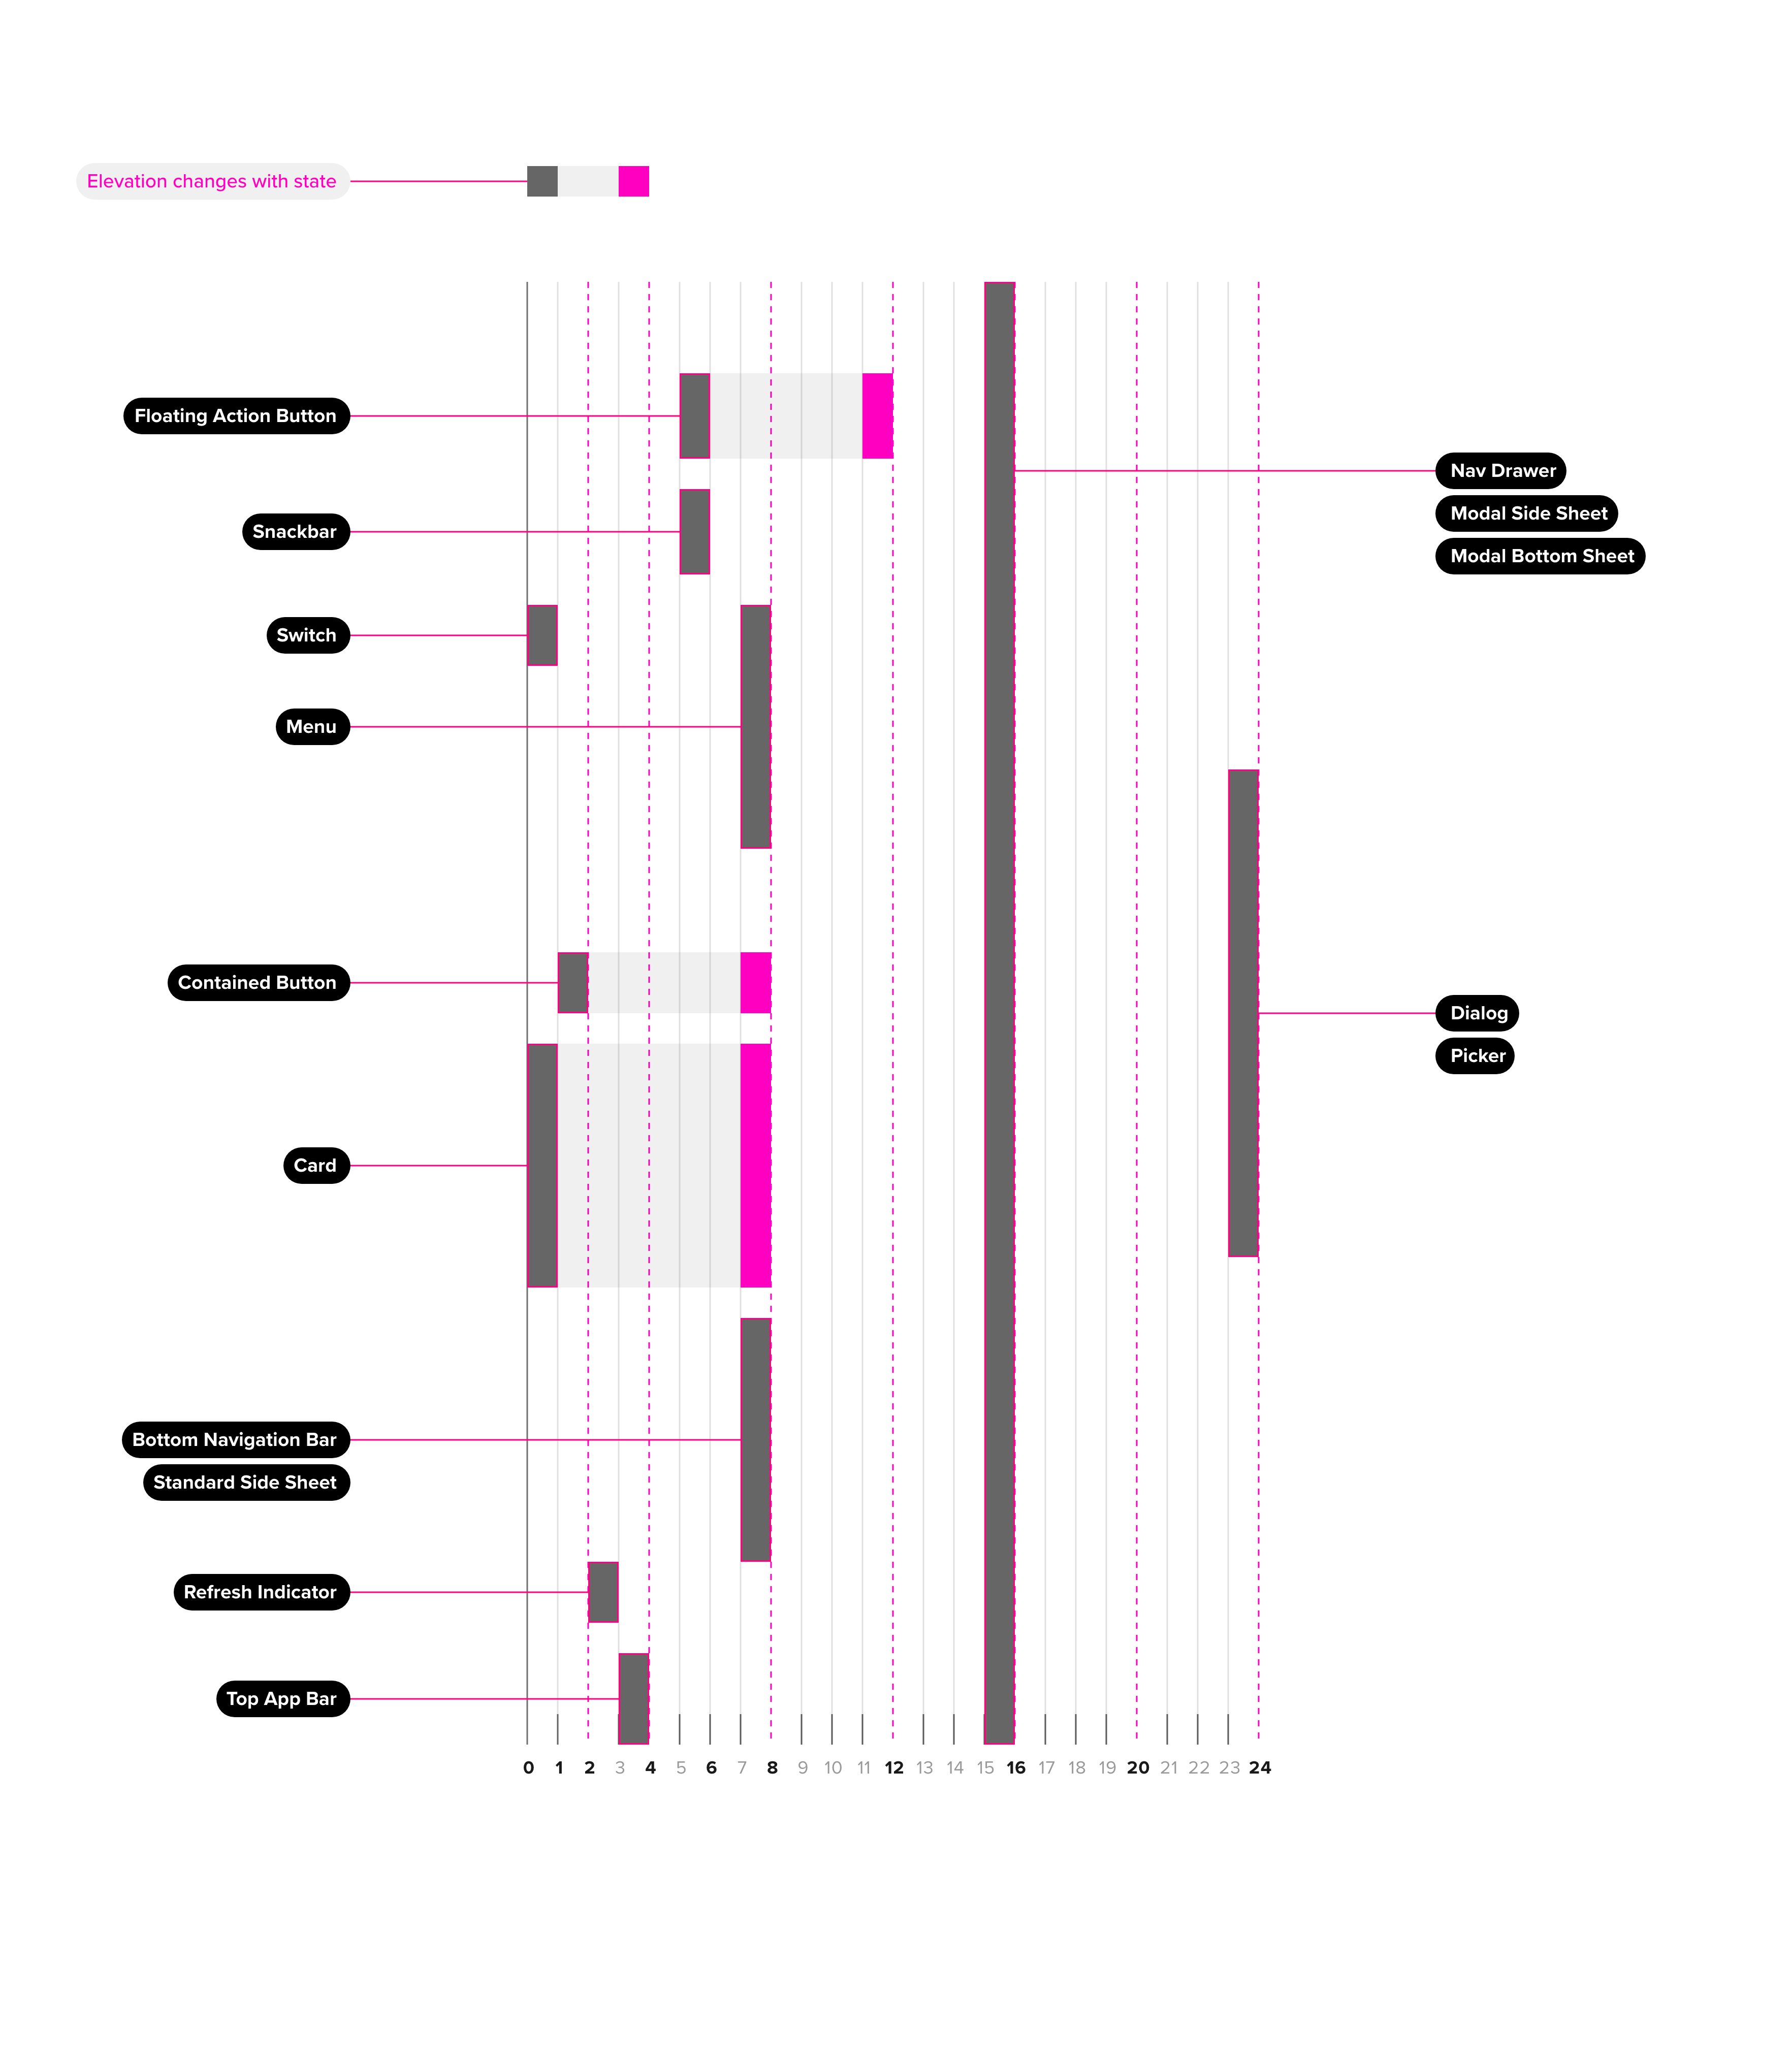 Elevation changes with state
Floating Action Button
Nav Drawer
Modal Side Sheet
Snackbar
Modal Bottom Sheet
Switch
Menu
Contained Button
Dialog
Picker
Card
Bottom Navigation Bar
Standard Side Sheet
Refresh Indicator
Top App Bar
0 1 2 3 4 5 6 7 8 9 10 11 12 13 14 15 16 17 18 19 20 21 22 23 24